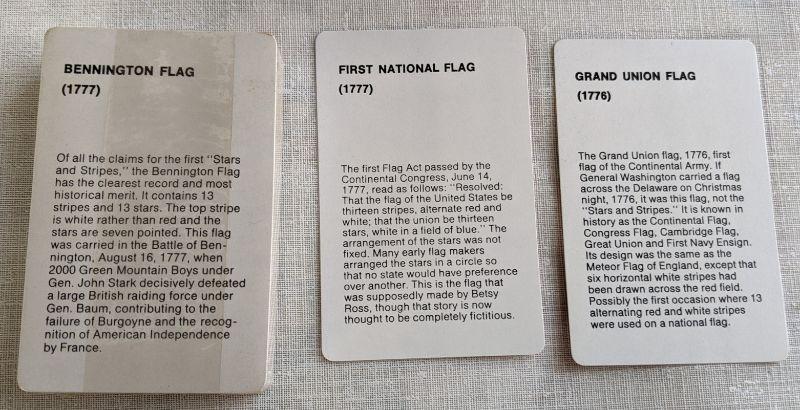 BENNINGTON FLAG
(1777)
Of all the claims for the first "Stars
and Stripes," the Bennington Flag
has the clearest record and most
historical merit. It contains 13
stripes and 13 stars. The top stripe
is white rather than red and the
stars are seven pointed. This flag
was carried in the Battle of Ben-
nington, August 16, 1777, when
2000 Green Mountain Boys under
Gen. John Stark decisively defeated
a large British raiding force under
Gen. Baum, contributing to the
failure of Burgoyne and the recog-
nition of American Independence
by France.
FIRST NATIONAL FLAG
(1777)
The first Flag Act passed by the
Continental Congress, June 14,
1777, read as follows: "Resolved:
That the flag of the United States be
thirteen stripes, alternate red and
white; that the union be thirteen
stars, white in a field of blue." The
arrangement of the stars was not
fixed. Many early flag makers
arranged the stars in a circle so
that no state would have preference
over another. This is the flag that
was supposedly made by Betsy
Ross, though that story is now
thought to be completely fictitious.
GRAND UNION FLAG
(1776)
The Grand Union flag, 1776, first
flag of the Continental Army. If
General Washington carried a flag
across the Delaware on Christmas
night, 1776, it was this flag, not the
"Stars and Stripes." It is known in
history as the Continental Flag,
Congress Flag, Cambridge Flag,
Great Union and First Navy Ensign.
Its design was the same as the
Meteor Flag of England, except that
six horizontal white stripes had
been drawn across the red field.
Possibly the first occasion where 13
alternating red and white stripes
were used on a national flag.